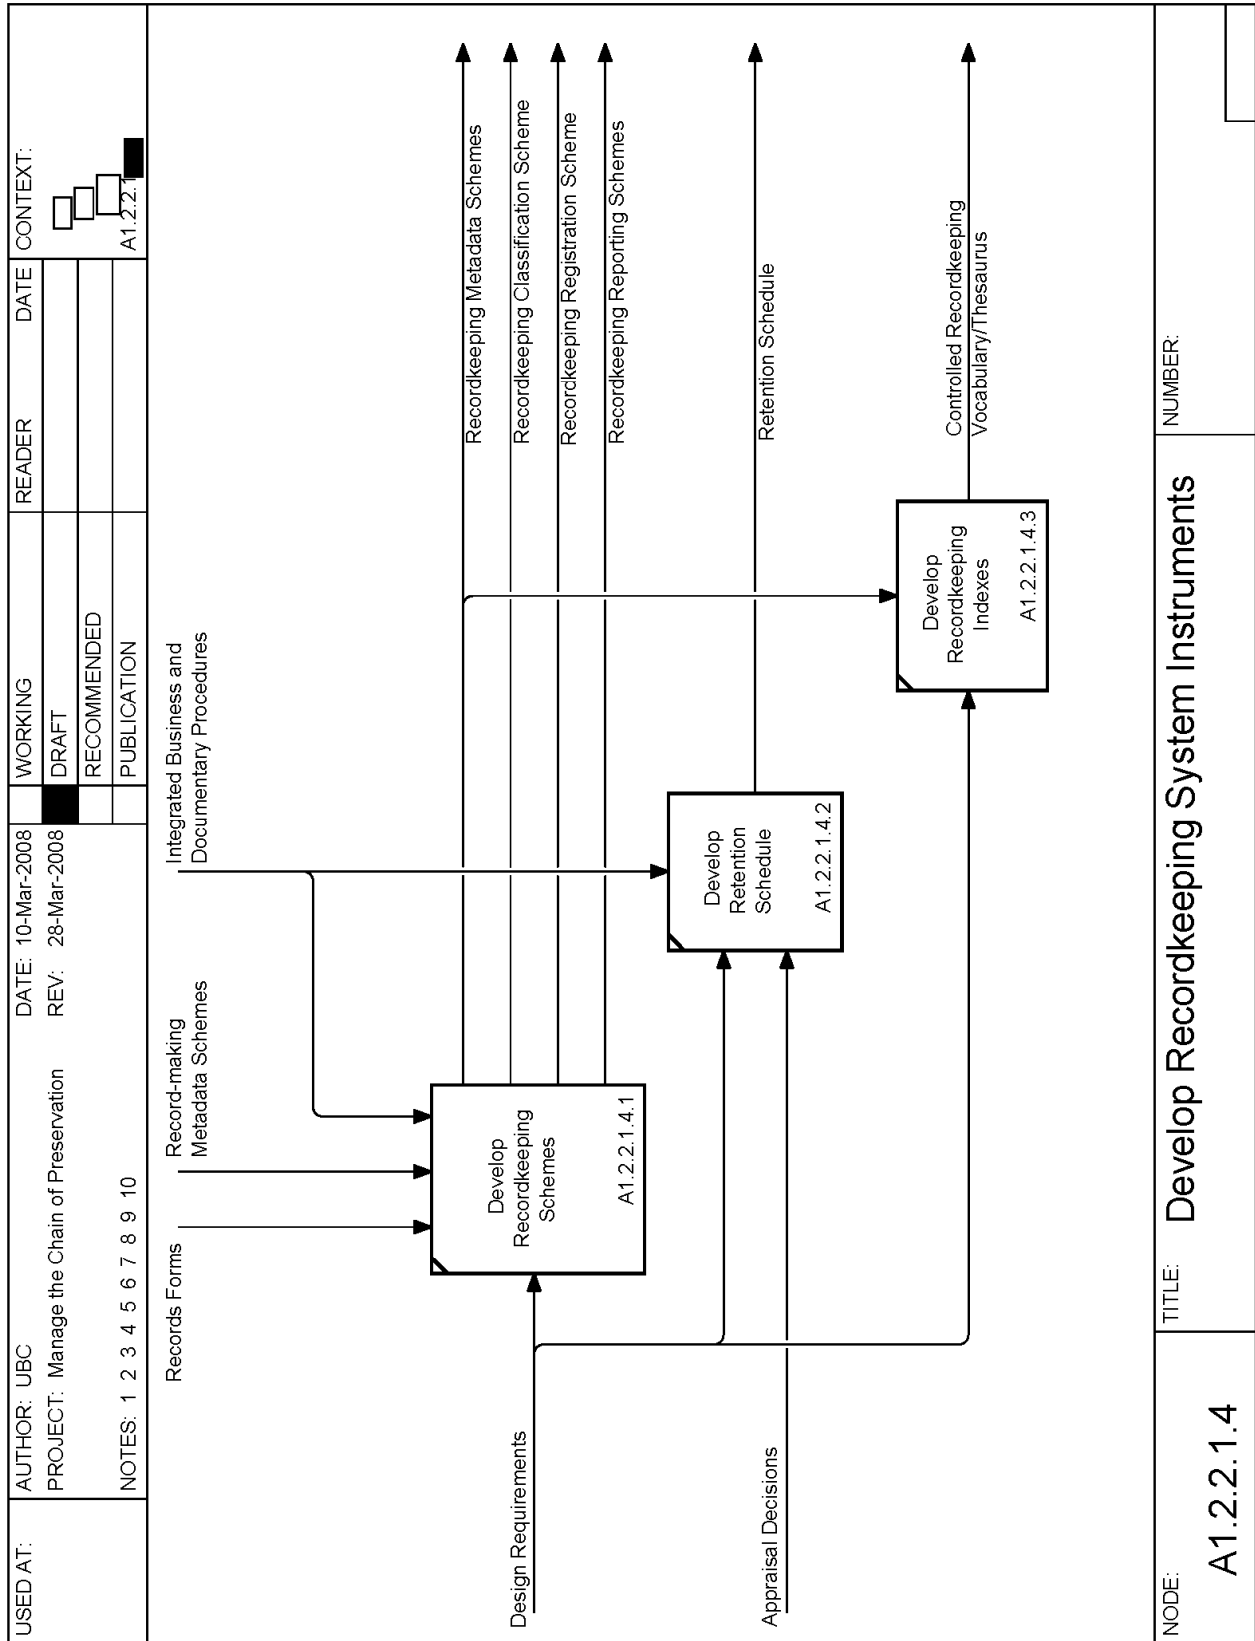 USED AT:
AUTHOR: UBC
DATE: 10-Mar-2008
WORKING
READER
DATE
CONTEXT:
PROJECT: Manage the Chain of Preservation
REV: 28-Mar-2008
DRAFT
RECOMMENDED
NOTES: 1 2 3 4 5 6 7 8 9 10
PUBLICATION
A1.2.2.1
Records Forms
Record-making
Metadata Schemes
Integrated Business and
Documentary Procedures
Design Requirements
Develop
Recordkeeping
Schemes
A1.2.2.1.4.1
Recordkeeping Metadata Schemes
Recordkeeping Classification Scheme
Recordkeeping Registration Scheme
Recordkeeping Reporting Schemes
Appraisal Decisions
Develop
Retention
Schedule
A1.2.2.1.4.2
Retention Schedule
Develop
Recordkeeping
Indexes
A1.2.2.1.4.3
Controlled Recordkeeping
Vocabulary/Thesaurus
NODE:
A1.2.2.1.4
TITLE:
Develop Recordkeeping System Instruments
NUMBER: